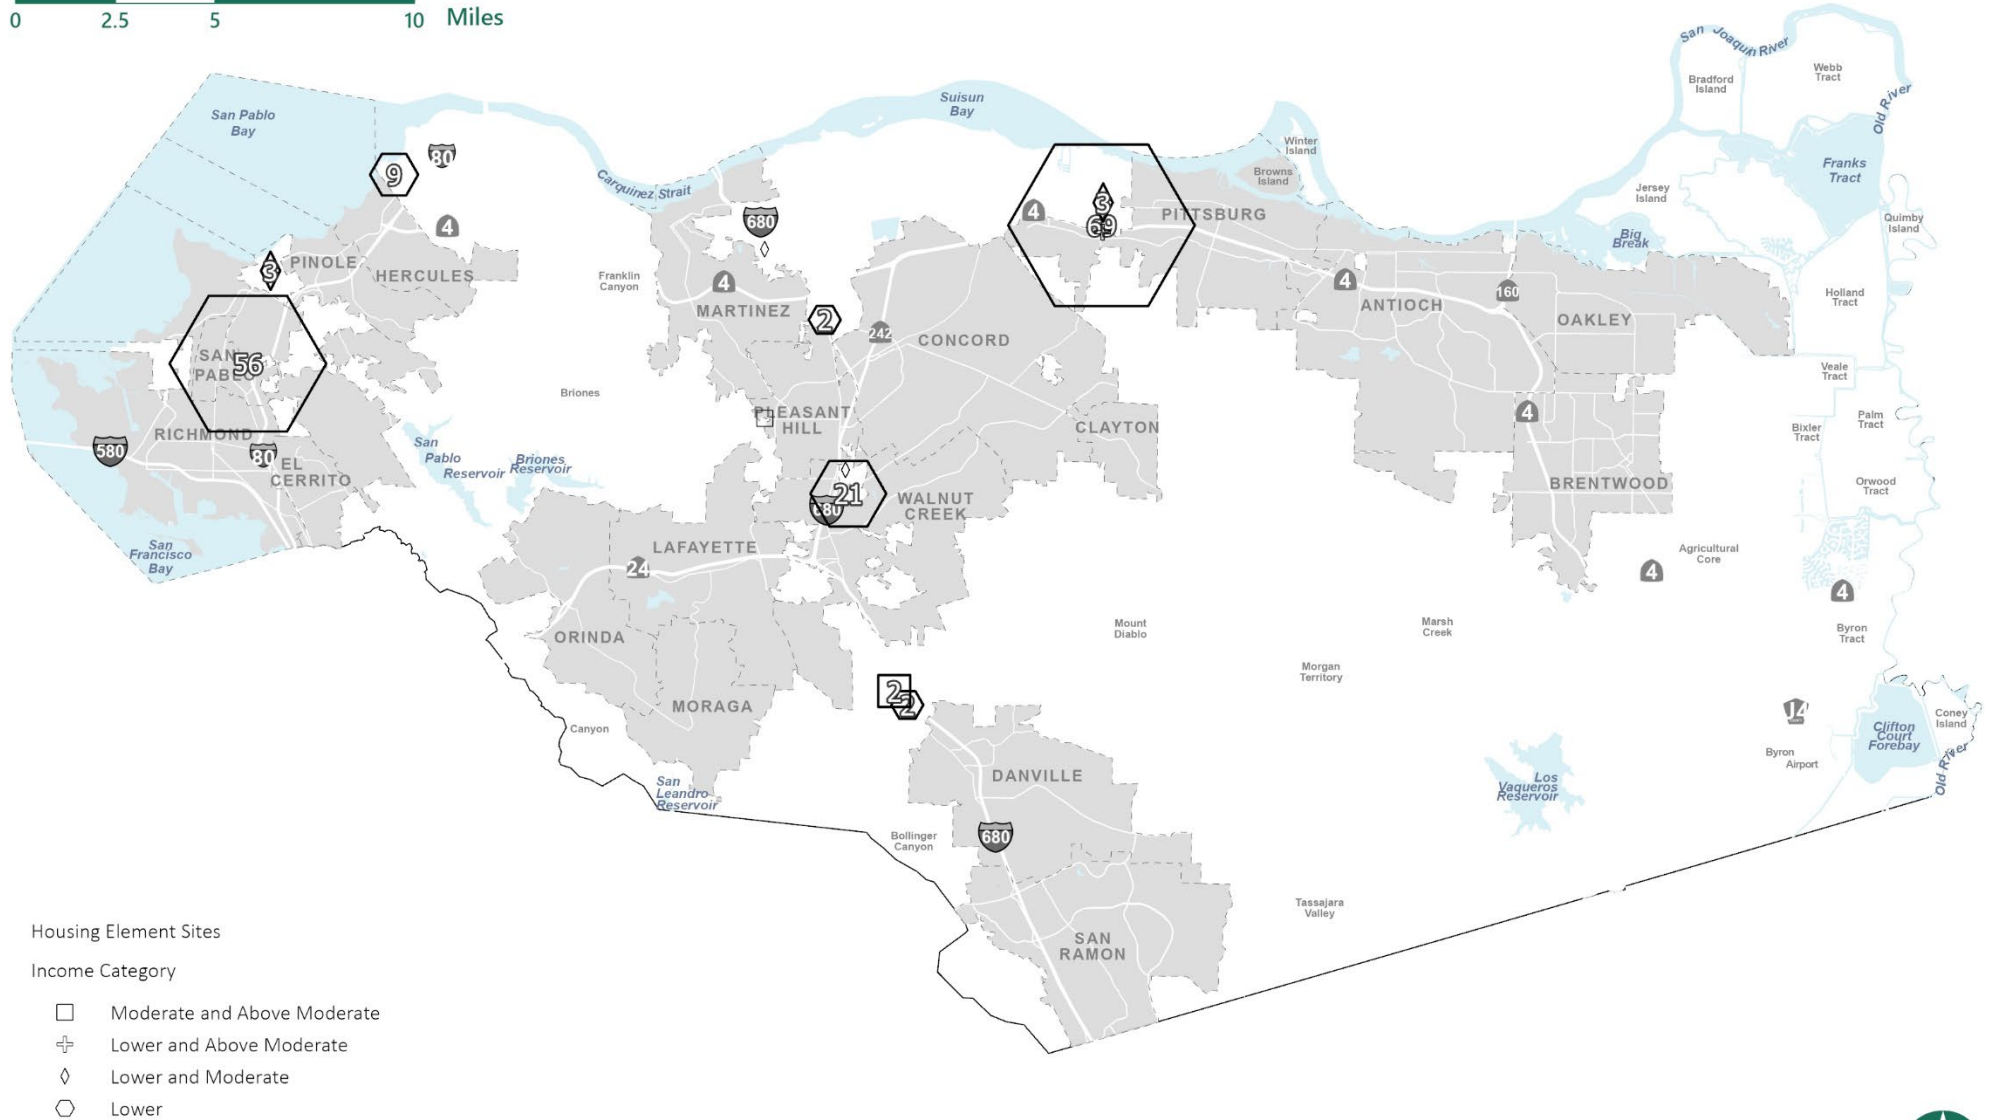 0 2.5 5 10 Miles
San Joaquin River
Webb
Tract
Bradford
Island
Old River
San Pablo
Bay
Suisun
Bay
Winter
Island
Franks
Tract
80
9
Carquinez Strait
Browns
Island
Jersey
Island
3
4
680
4
69
PITTSBURG
Quimby
Island
Big
Break
3
PINOLE
HERCULES
Franklin
Canyon
4
MARTINEZ
4
ANTIOCH
160
OAKLEY
Holland
Tract
2
242
CONCORD
SAN
PABLO
56
Briones
Veale
Tract
PLEASANT
HILL
CLAYTON
4
Palm
Tract
Bixler
Tract
RICHMOND
580
80
EL
CERRITO
San
Pablo
Reservoir
Briones
Reservoir
21
680
WALNUT
CREEK
BRENTWOOD
Orwood
Tract
San
Francisco
Bay
LAFAYETTE
24
Agricultural
Core
4
4
ORINDA
Mount
Diablo
Marsh
Creek
Byron
Tract
Morgan
Territory
2
2
MORAGA
Canyon
J4
Coney
Island
Clifton
Court
Forebay
Byron
Airport
Old River
San
Leandro
Reservoir
DANVILLE
Los
Vaqueros
Reservoir
680
Bollinger
Canyon
Tassajara
Valley
SAN
RAMON
Housing Element Sites
Income Category
Moderate and Above Moderate
Lower and Above Moderate
Lower and Moderate
Lower